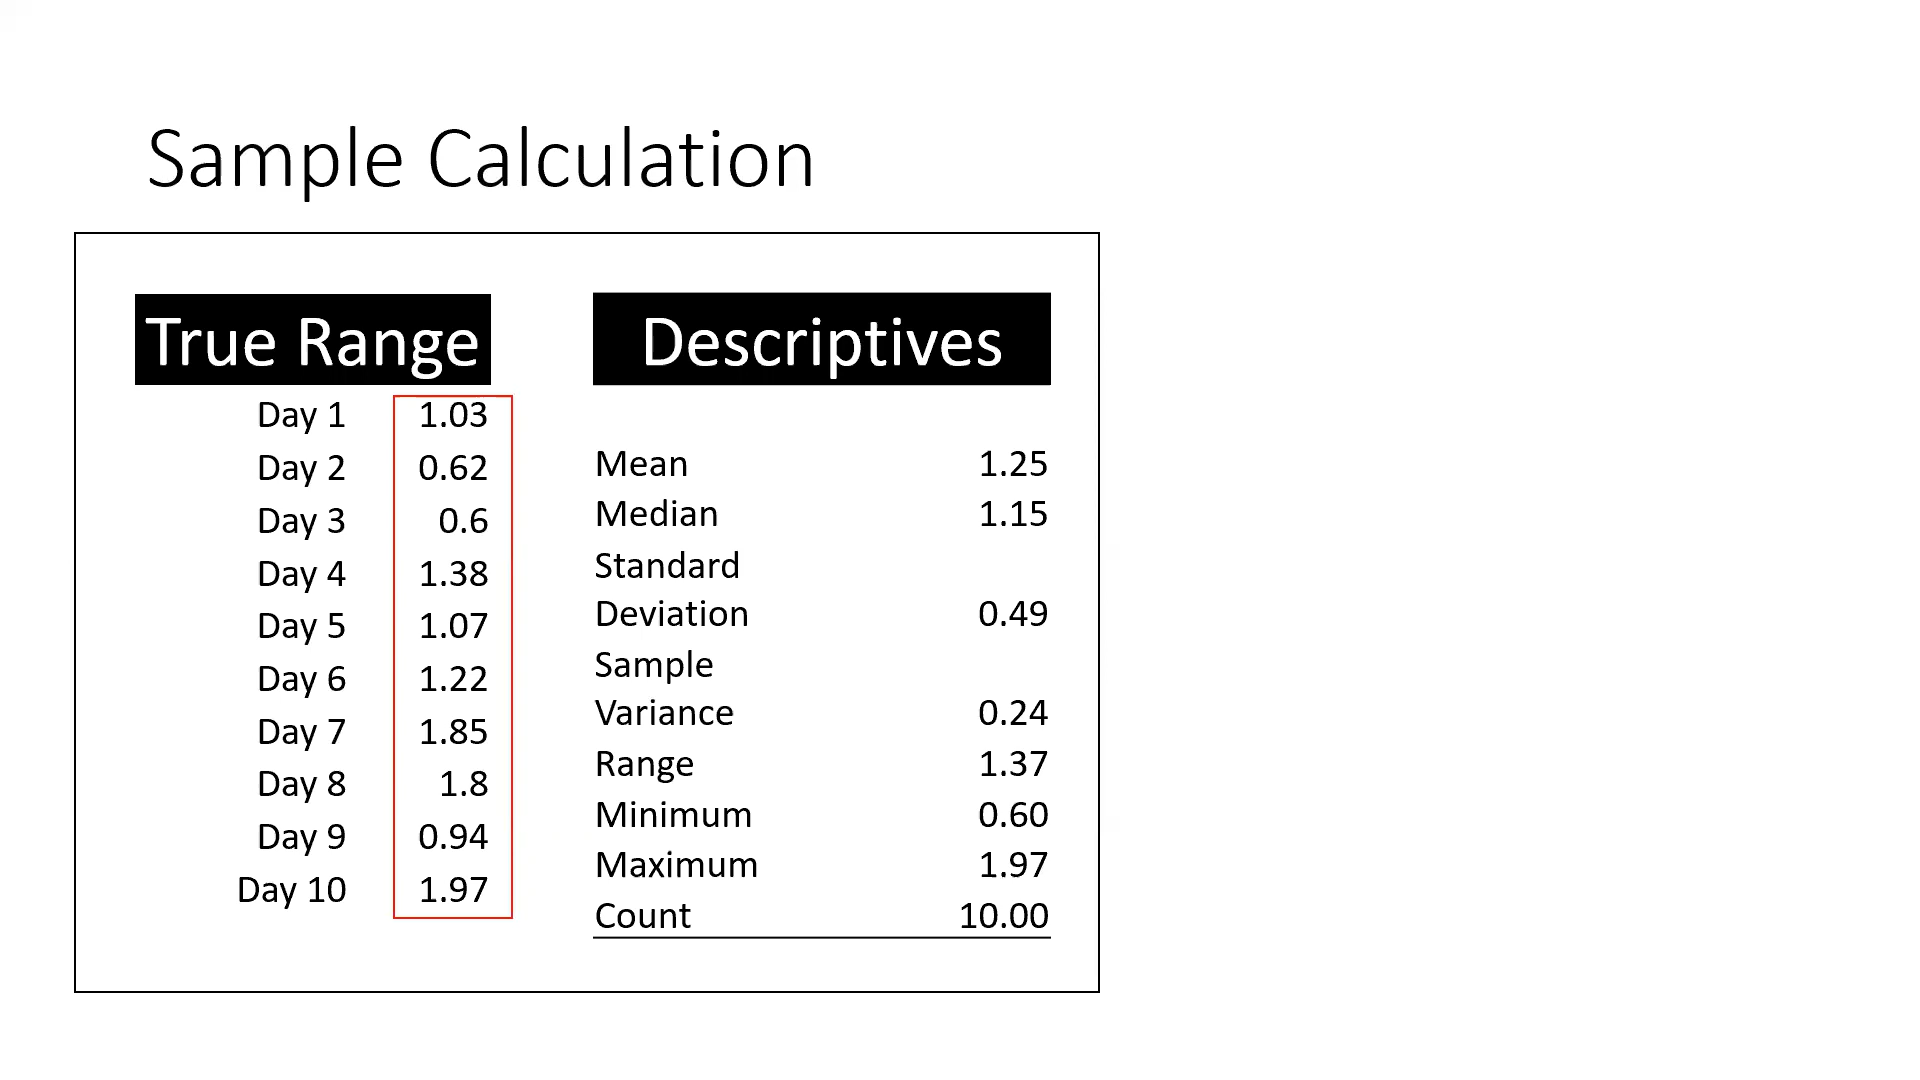 Sample Calculation
True Range
Day 1 1.03
Day 2 0.62
Day 3 0.6
Day 4 1.38
Day 5 1.07
Day 6 1.22
Day 7 1.85
Day 8 1.8
Day 9 0.94
Day 10 1.97
Descriptives
Mean 1.25
Median 1.15
Standard
Deviation 0.49
Sample
Variance 0.24
Range 1.37
Minimum 0.60
Maximum 1.97
Count 10.00